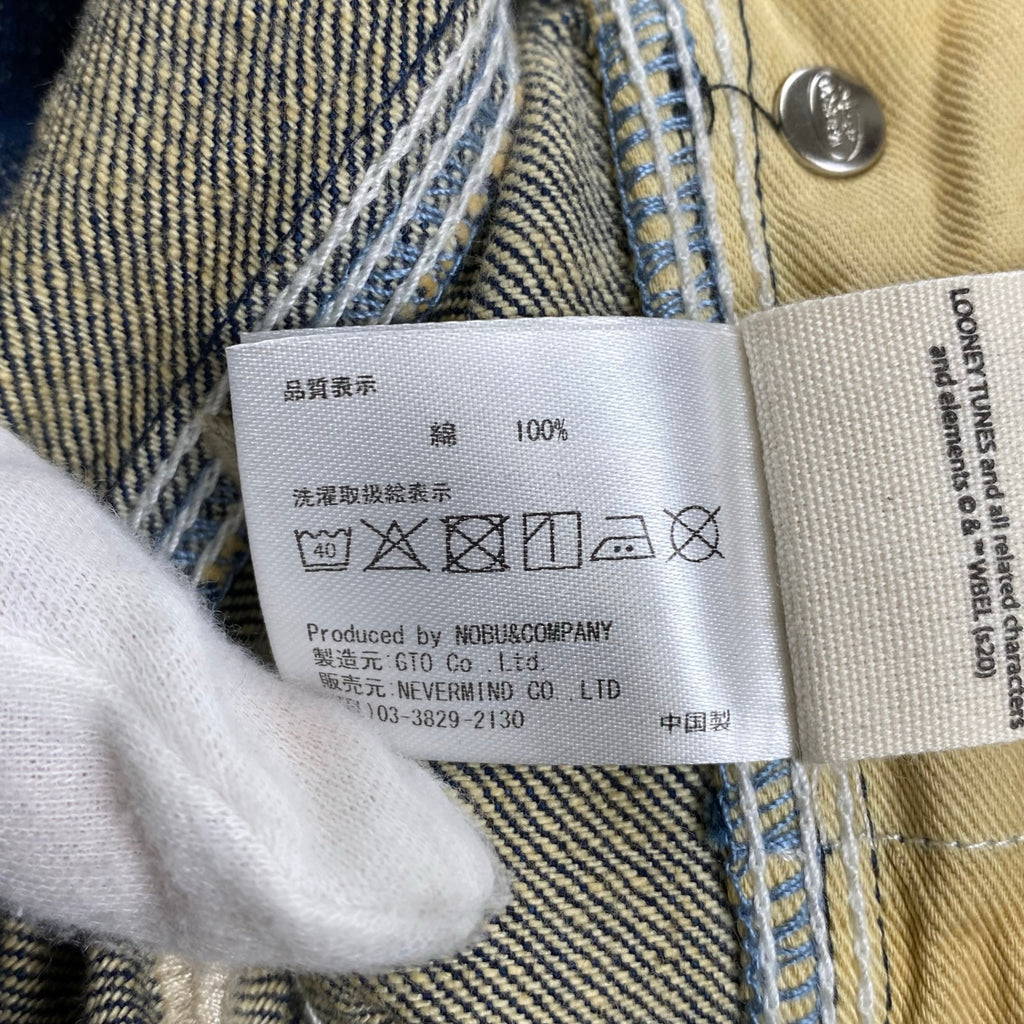 品質表示
綿 100%
洗濯取扱絵表示
40
Produced by NOBU&COMPANY
製造元:GTO Co .Ltd.
販売元:NEVERMIND CO .LTD
TEL)03-3829-2130 中国製
LOONEY TUNES and all related characters
and elements © & ™ WBEI. (s20)